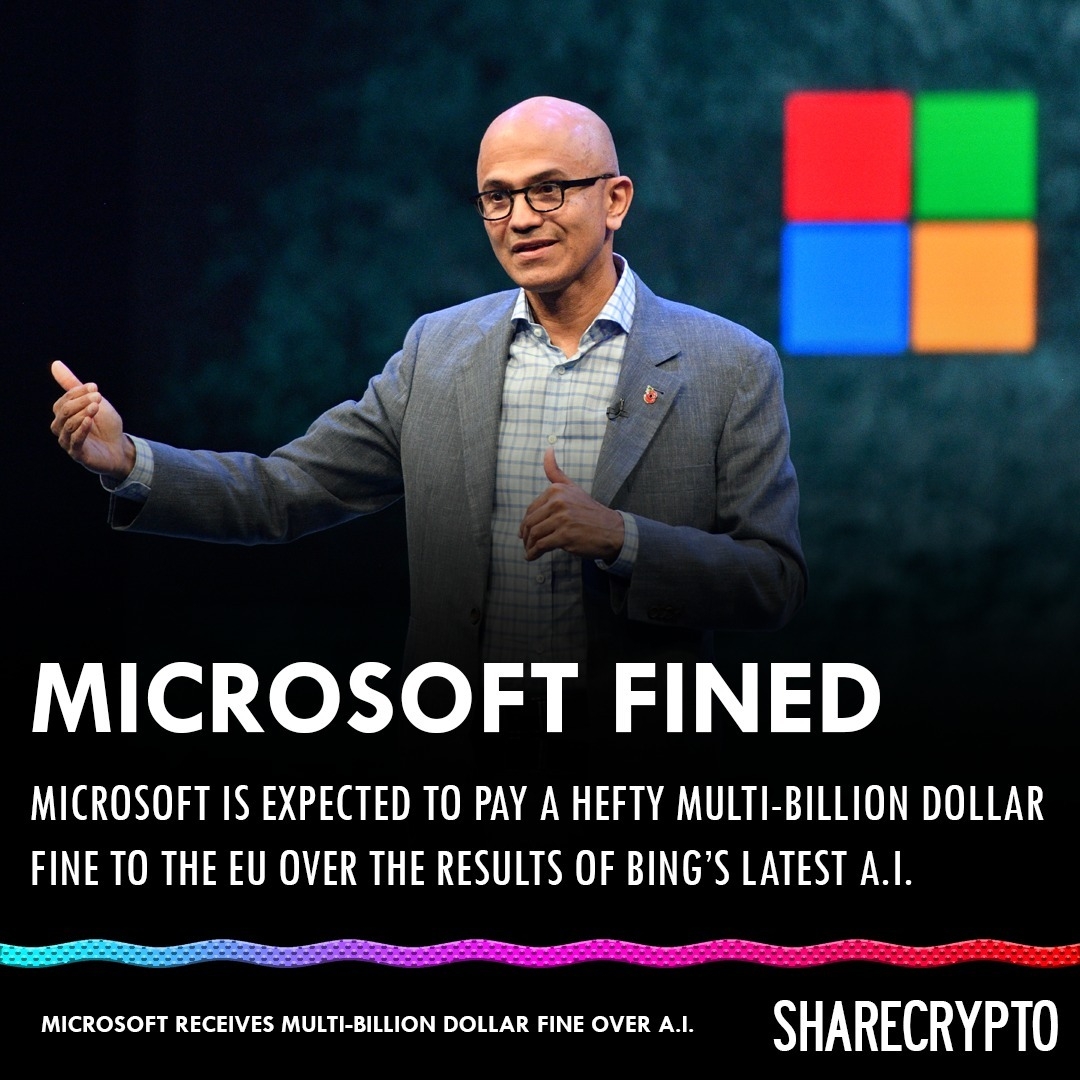 MICROSOFT FINED
MICROSOFT IS EXPECTED TO PAY A HEFTY MULTI-BILLION DOLLAR
FINE TO THE EU OVER THE RESULTS OF BING'S LATEST A.I.
MICROSOFT RECEIVES MULTI-BILLION DOLLAR FINE OVER A.I.
SHARECRYPTO